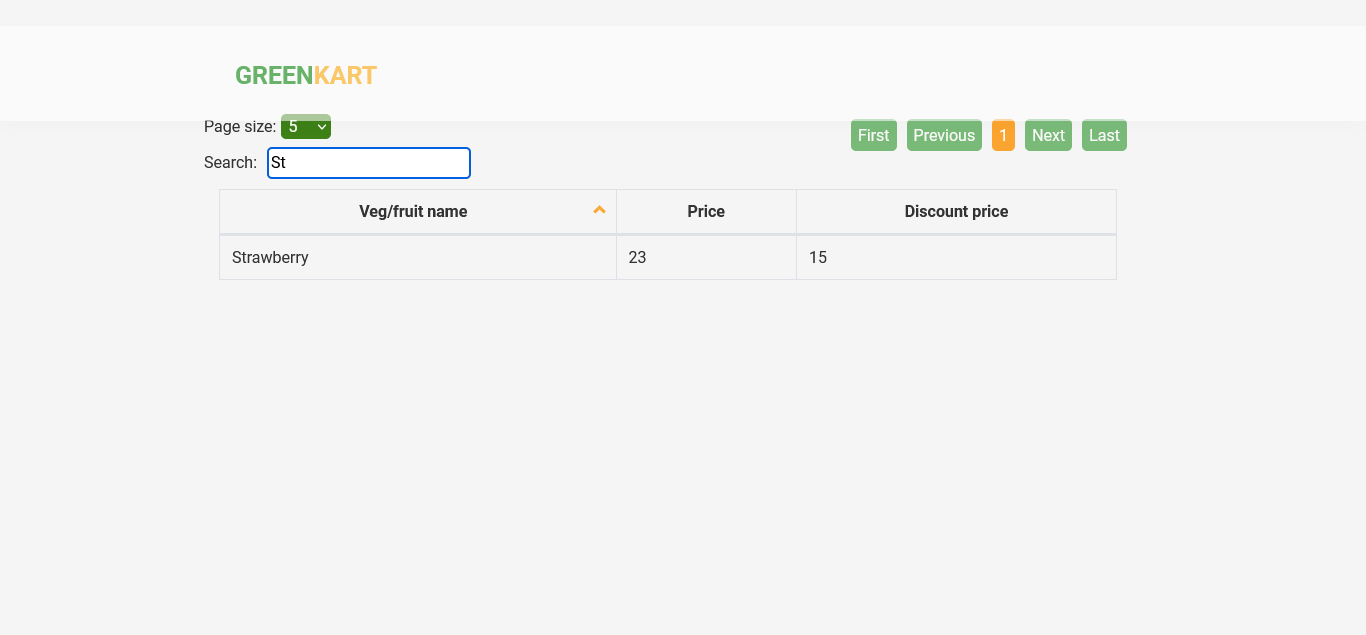 GREENKART
Page size: 5
First Previous 1 Next Last
Search: St
Veg/fruit name Price Discount price
Strawberry 23 15